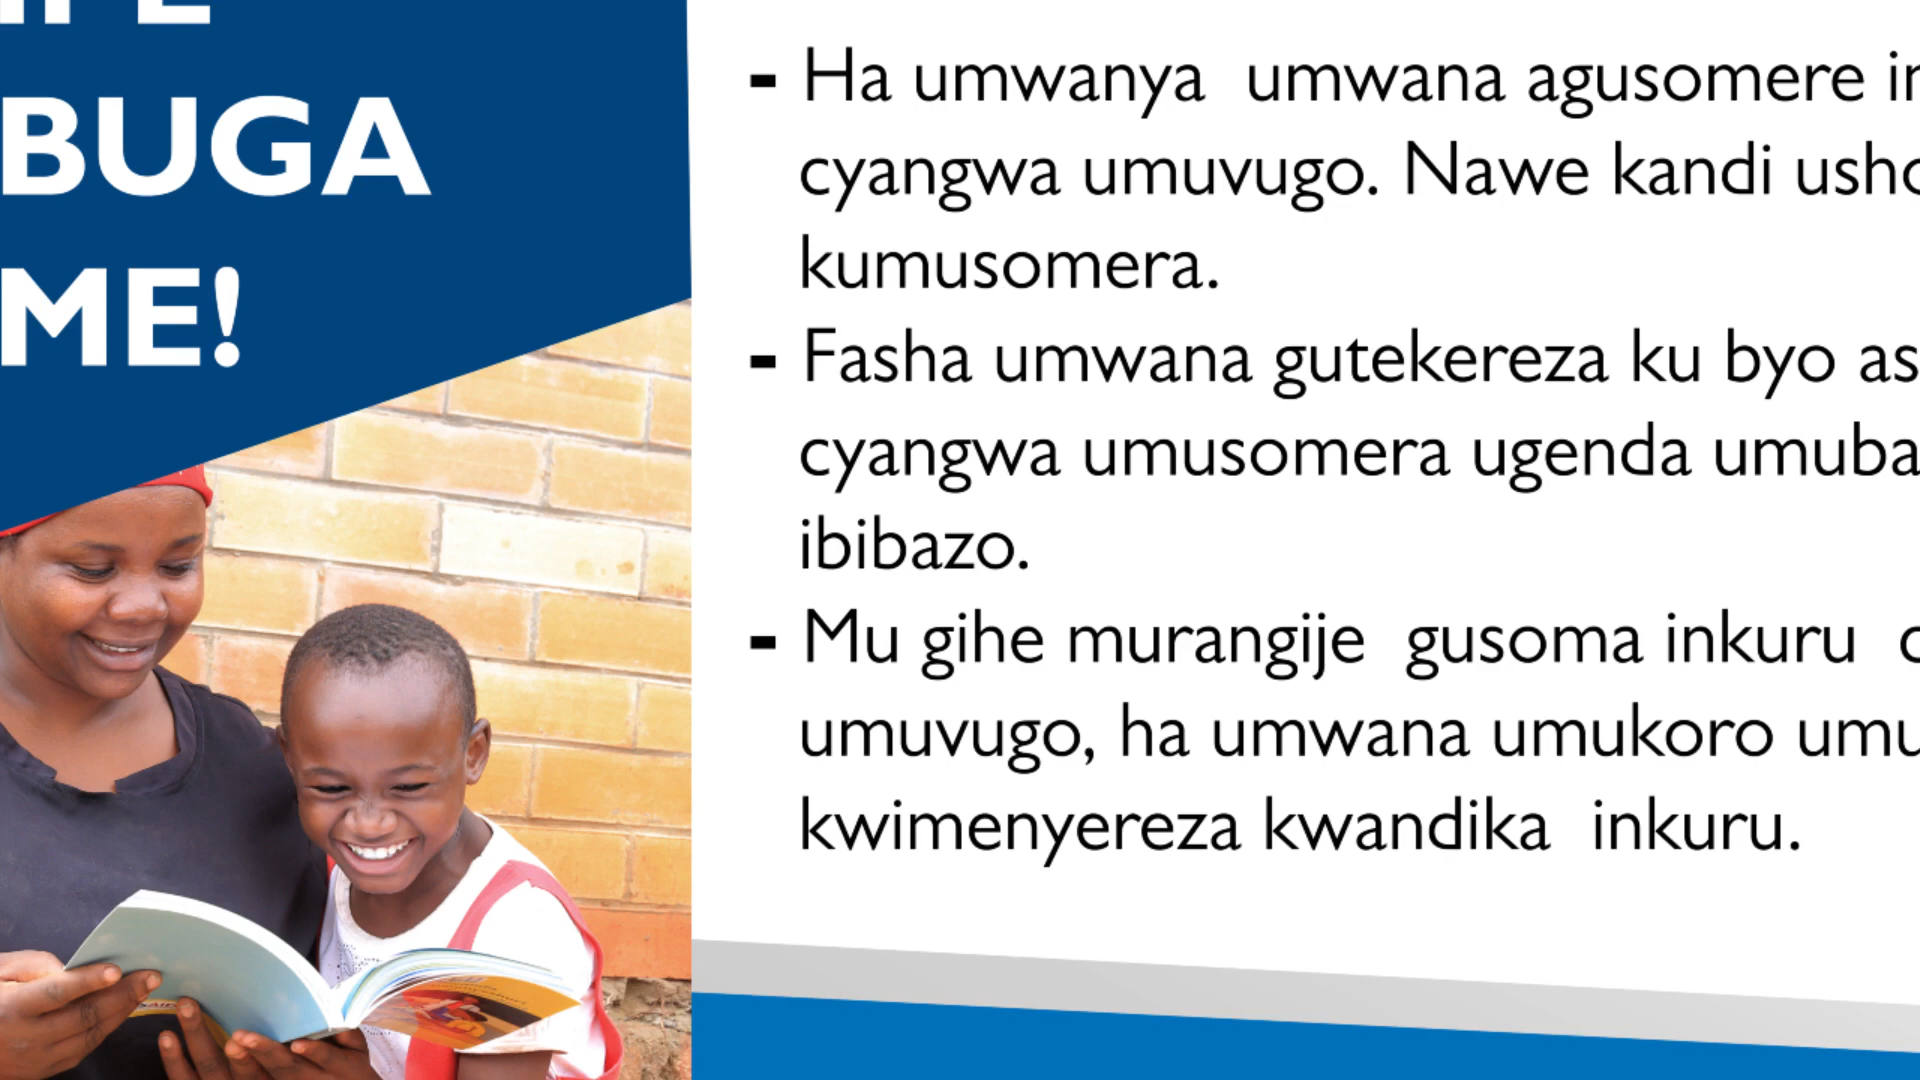 BUGA
ME!
- Ha umwanya umwana agusomere
cyangwa umuvugo. Nawe kandi
kumusomera.
- Fasha umwana gutekereza ku byo
cyangwa umusomera ugenda
ibibazo.
- Mu gihe murangije gusoma inkuru
umuvugo, ha umwana umukoro
kwimenyereza kwandika inkuru.